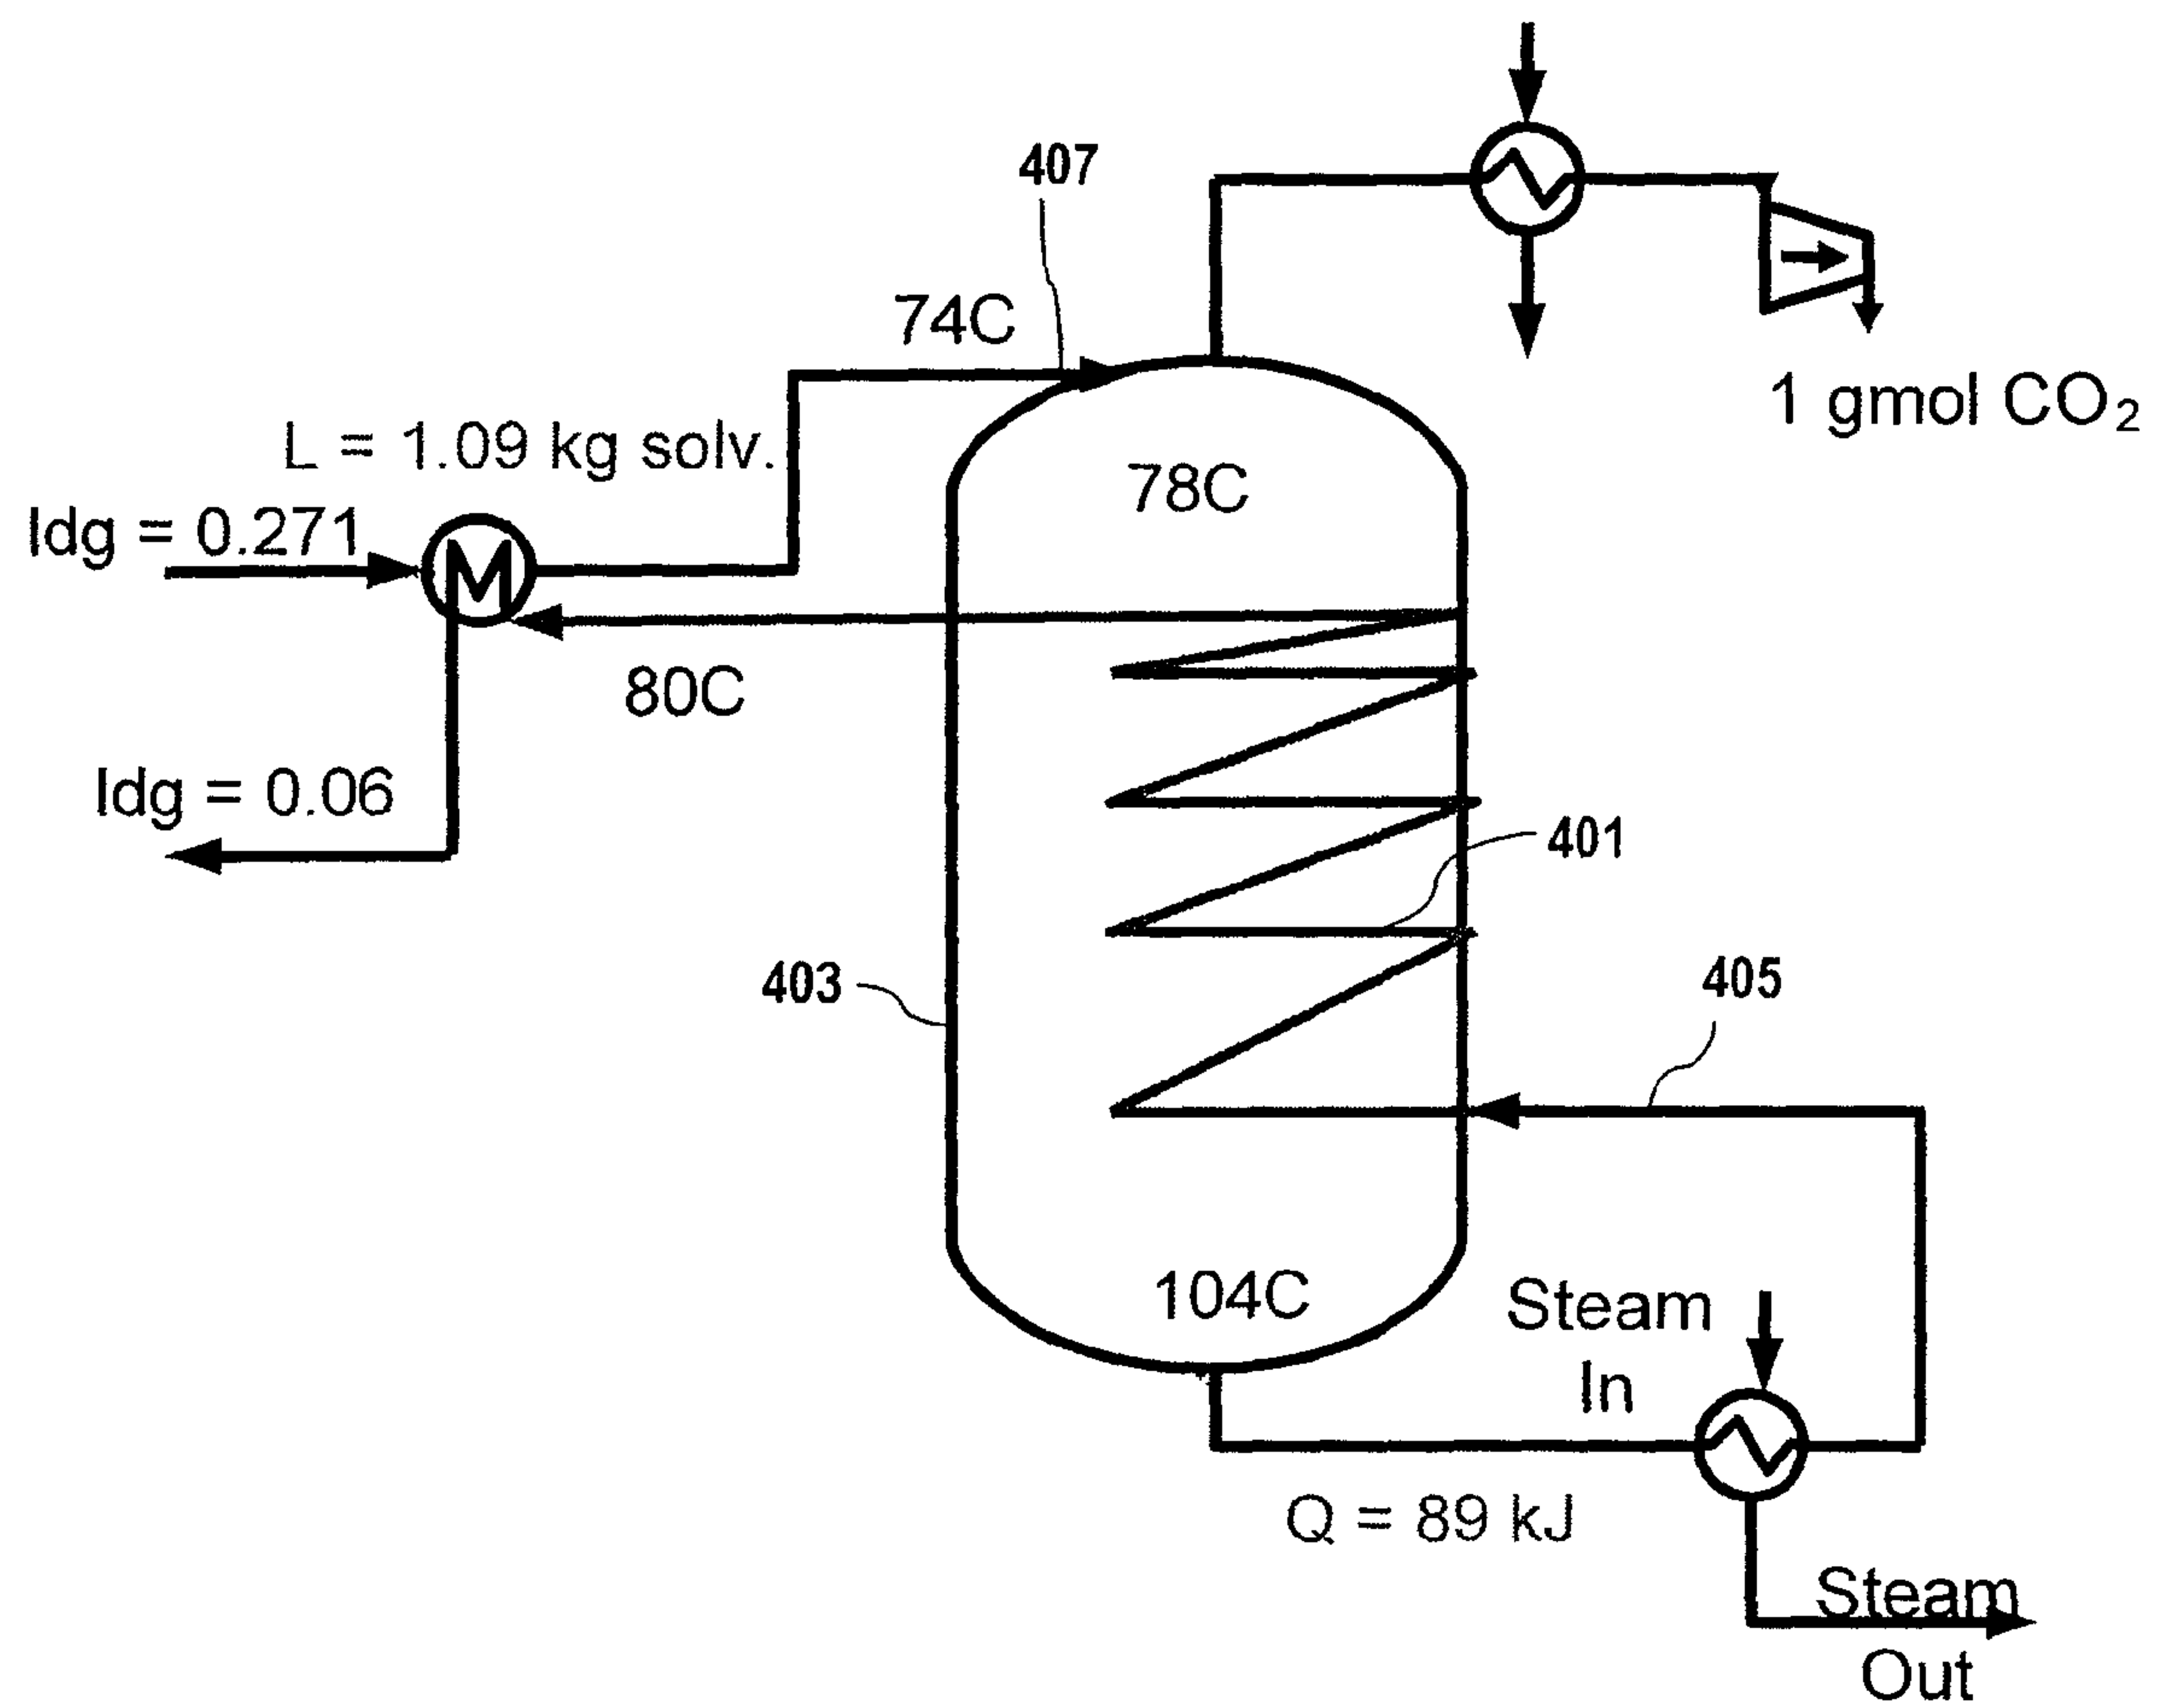 407
74C
1 gmol CO₂
L = 1.09 kg solv.
78C
ldg = 0.271
M
80C
ldg = 0.06
401
403
405
104C
Steam
In
Q = 89 kJ
Steam
Out